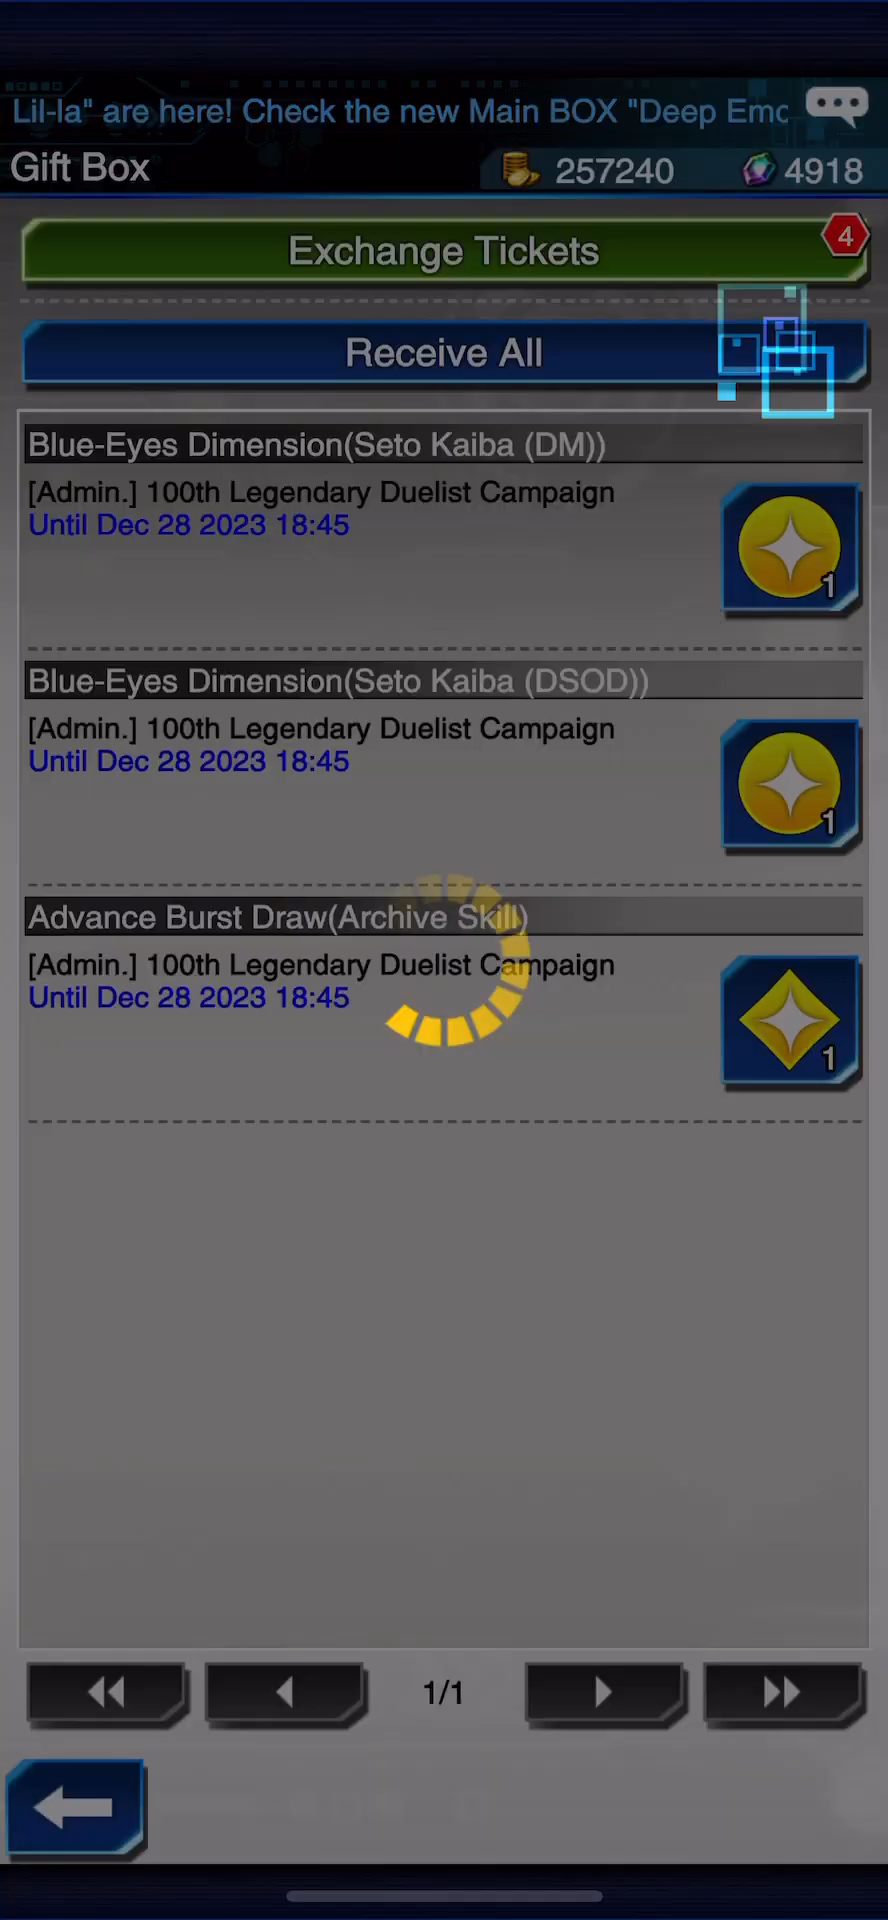 Lil-la" are here! Check the new Main BOX "Deep Emo
Gift Box
257240
4918
Exchange Tickets
4
Receive All
Blue-Eyes Dimension(Seto Kaiba (DM))
[Admin.] 100th Legendary Duelist Campaign
Until Dec 28 2023 18:45
1
Blue-Eyes Dimension(Seto Kaiba (DSOD))
[Admin.] 100th Legendary Duelist Campaign
Until Dec 28 2023 18:45
1
Advance Burst Draw(Archive Skill)
[Admin.] 100th Legendary Duelist Campaign
Until Dec 28 2023 18:45
1
1/1